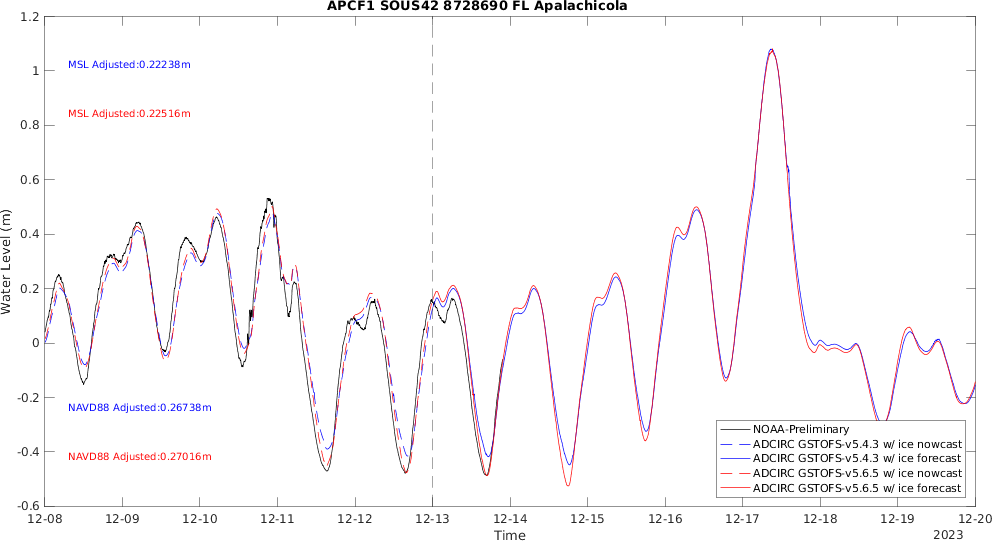 APCF1 SOUS42 8728690 FL Apalachicola
1.2
1
0.8
0.6
0.4
0.2
0
-0.2
-0.4
-0.6
Water Level (m)
MSL Adjusted:0.22238m
MSL Adjusted:0.22516m
NAVD88 Adjusted:0.26738m
NAVD88 Adjusted:0.27016m
NOAA-Preliminary
ADCIRC GSTOFS-v5.4.3 w/ ice nowcast
ADCIRC GSTOFS-v5.4.3 w/ ice forecast
ADCIRC GSTOFS-v5.6.5 w/ ice nowcast
ADCIRC GSTOFS-v5.6.5 w/ ice forecast
12-08 12-09 12-10 12-11 12-12 12-13 12-14 12-15 12-16 12-17 12-18 12-19 12-20
Time
2023